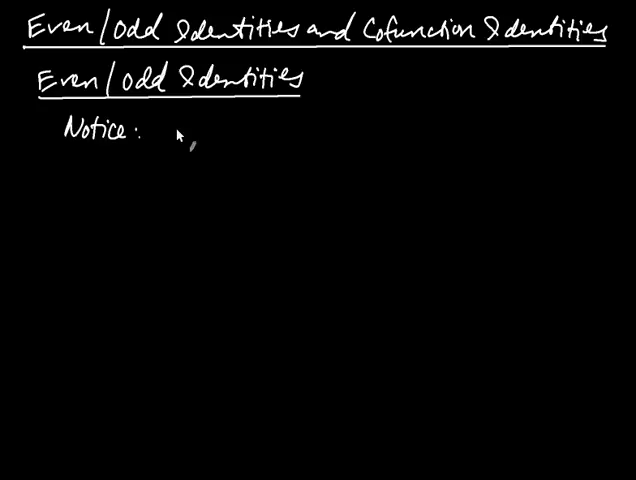 Even/Odd Identities and Cofunction Identities
Even/Odd Identities
Notice: